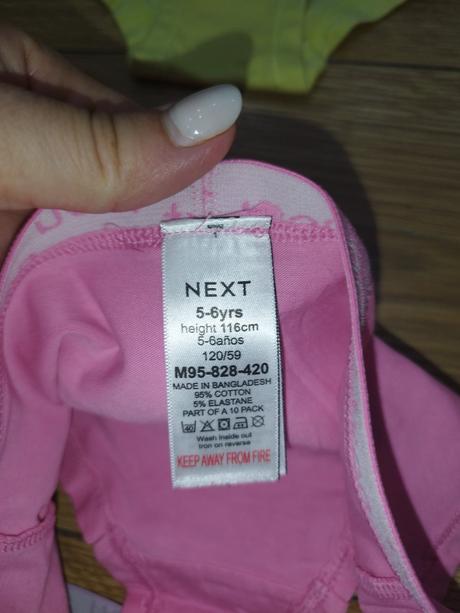 NEXT
5-6yrs
height 116cm
5-6años
120/59
M95-828-420
MADE IN BANGLADESH
95% COTTON
5% ELASTANE
PART OF A 10 PACK
40
Wash inside out
iron on reverse
KEEP AWAY FROM FIRE